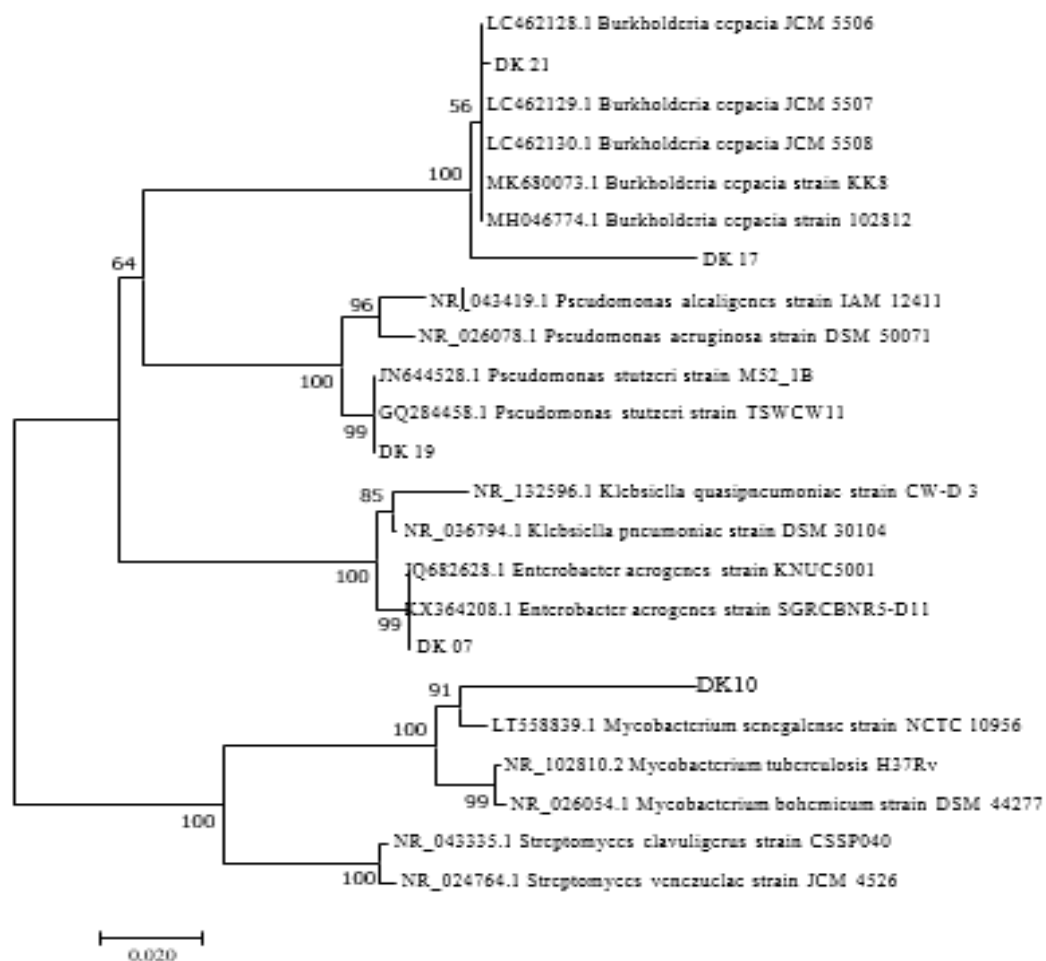 LC462128.1 Burkholderia cepacia JCM 5506
DK 21
56
LC462129.1 Burkholderia cepacia JCM 5507
LC462130.1 Burkholderia cepacia JCM 5508
100
MK680073.1 Burkholderia cepacia strain KK8
MH046774.1 Burkholderia cepacia strain 102812
DK 17
64
96
NR_043419.1 Pseudomonas alcaligenes strain IAM 12411
NR_026078.1 Pseudomonas aeruginosa strain DSM 50071
100
JN644528.1 Pseudomonas stutzeri strain M52_1B
GQ284458.1 Pseudomonas stutzeri strain TSWCW11
99
DK 19
85
NR_132596.1 Klebsiella quasipneumoniae strain CW-D 3
NR_036794.1 Klebsiella pneumoniae strain DSM 30104
100
JQ682628.1 Enterobacter aerogenes strain KNUC5001
KX364208.1 Enterobacter aerogenes strain SGRCBNR5-D11
99
DK 07
91
DK10
100
LT558839.1 Mycobacterium senegalense strain NCTC 10956
NR_102810.2 Mycobacterium tuberculosis H37Rv
99
NR_026054.1 Mycobacterium bohemicum strain DSM 44277
100
NR_043335.1 Streptomyces clavuligerus strain CSSP040
100
NR_024764.1 Streptomyces venezuelae strain JCM 4526
0.020